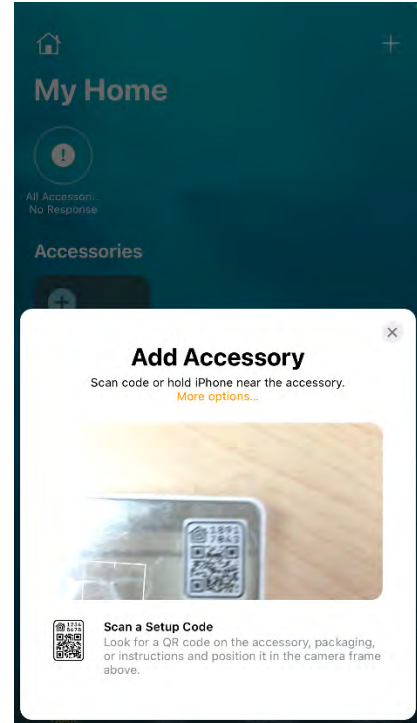 My Home
All Accessori...
No Response
Accessories
Add Accessory
Scan code or hold iPhone near the accessory.
More options...
1891
7843
1234
5678
Scan a Setup Code
Look for a QR code on the accessory, packaging,
or instructions and position it in the camera frame
above.